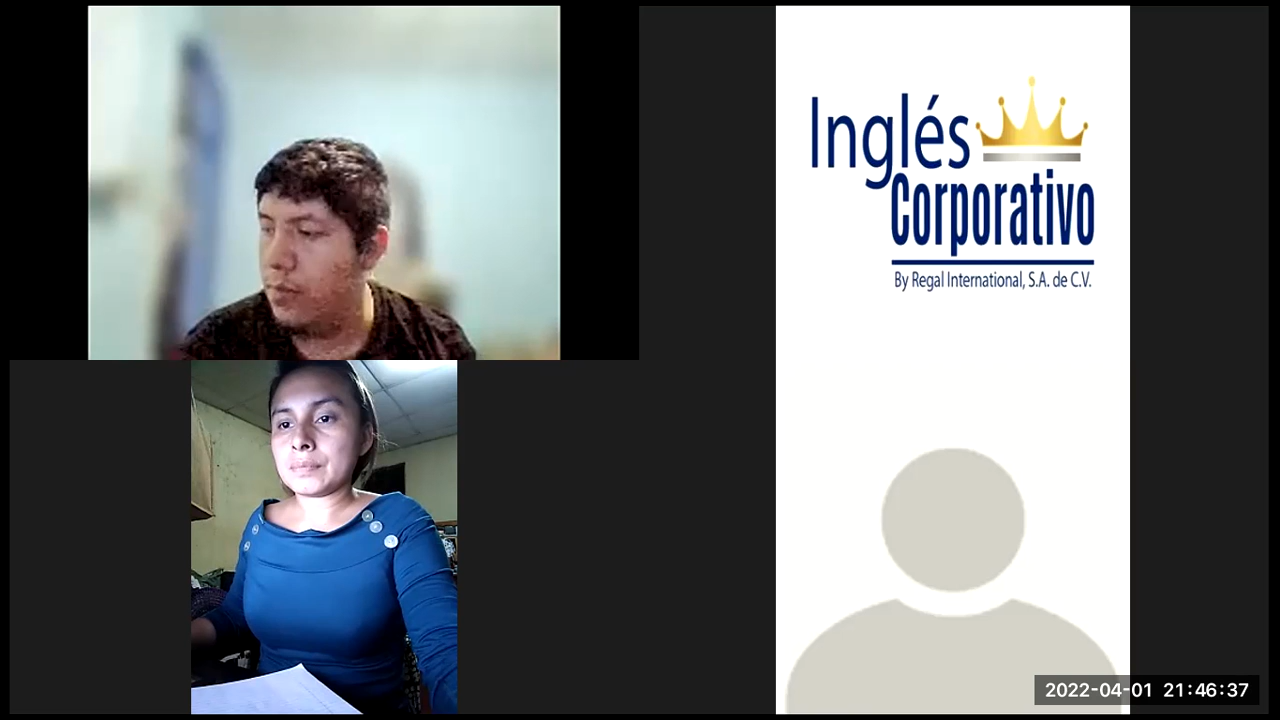 Inglés
Corporativo
By Regal International, S.A. de C.V.
2022-04-01 21:46:37